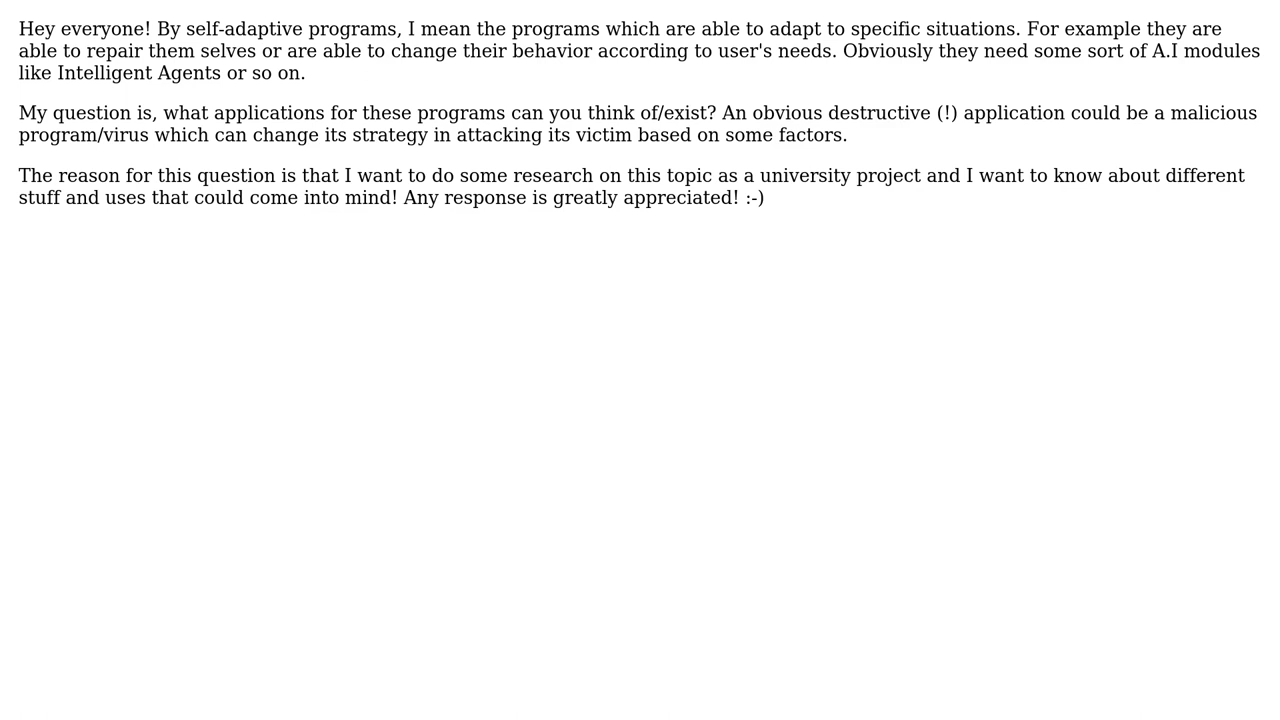 Hey everyone! By self-adaptive programs, I mean the programs which are able to adapt to specific situations. For example they are
able to repair them selves or are able to change their behavior according to user's needs. Obviously they need some sort of A.I modules
like Intelligent Agents or so on.
My question is, what applications for these programs can you think of/exist? An obvious destructive (!) application could be a malicious
program/virus which can change its strategy in attacking its victim based on some factors.
The reason for this question is that I want to do some research on this topic as a university project and I want to know about different
stuff and uses that could come into mind! Any response is greatly appreciated! :-)